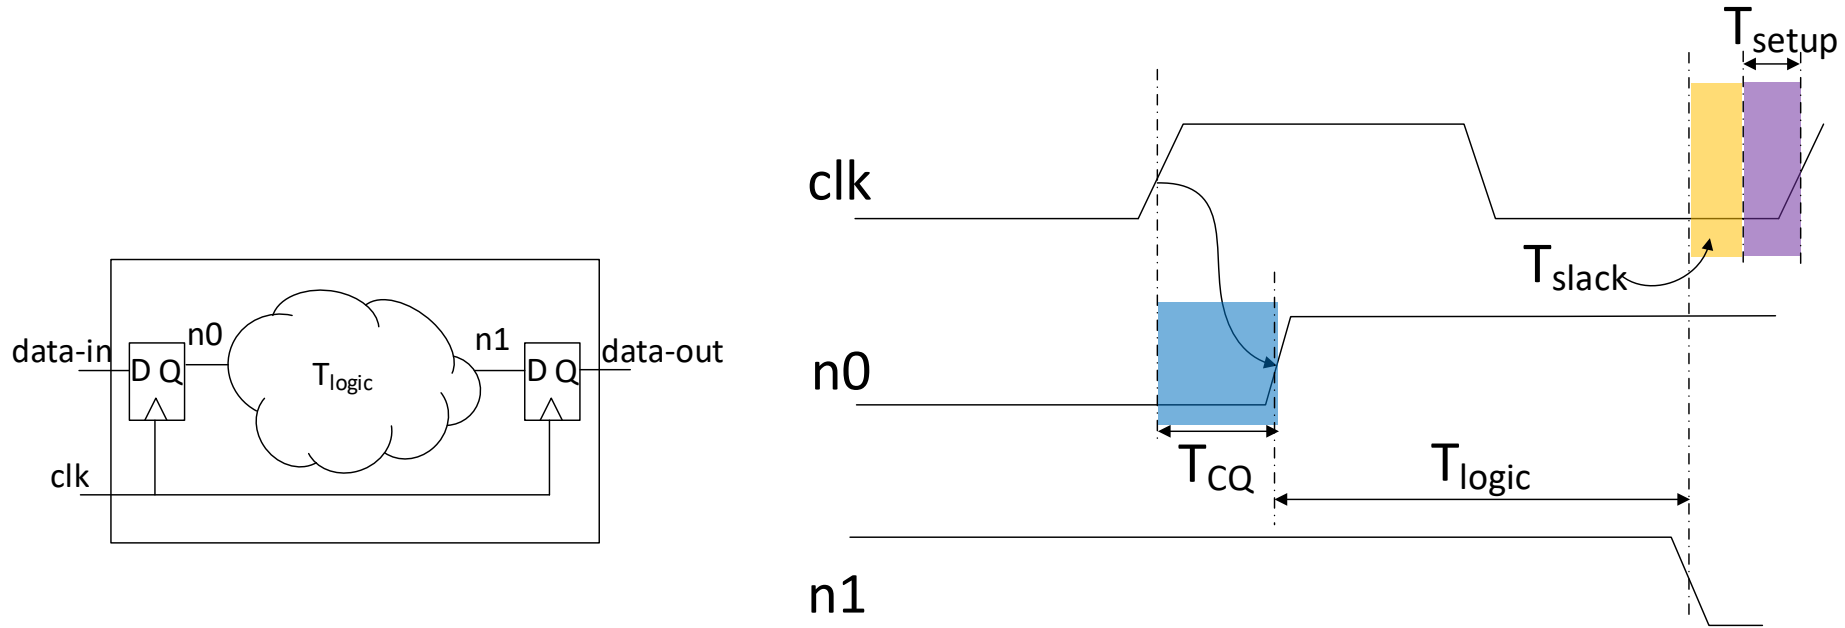 data-in
D Q
n0
T_logic
n1
D Q
data-out
clk
clk
n0
n1
T_CQ
T_logic
T_slack
T_setup